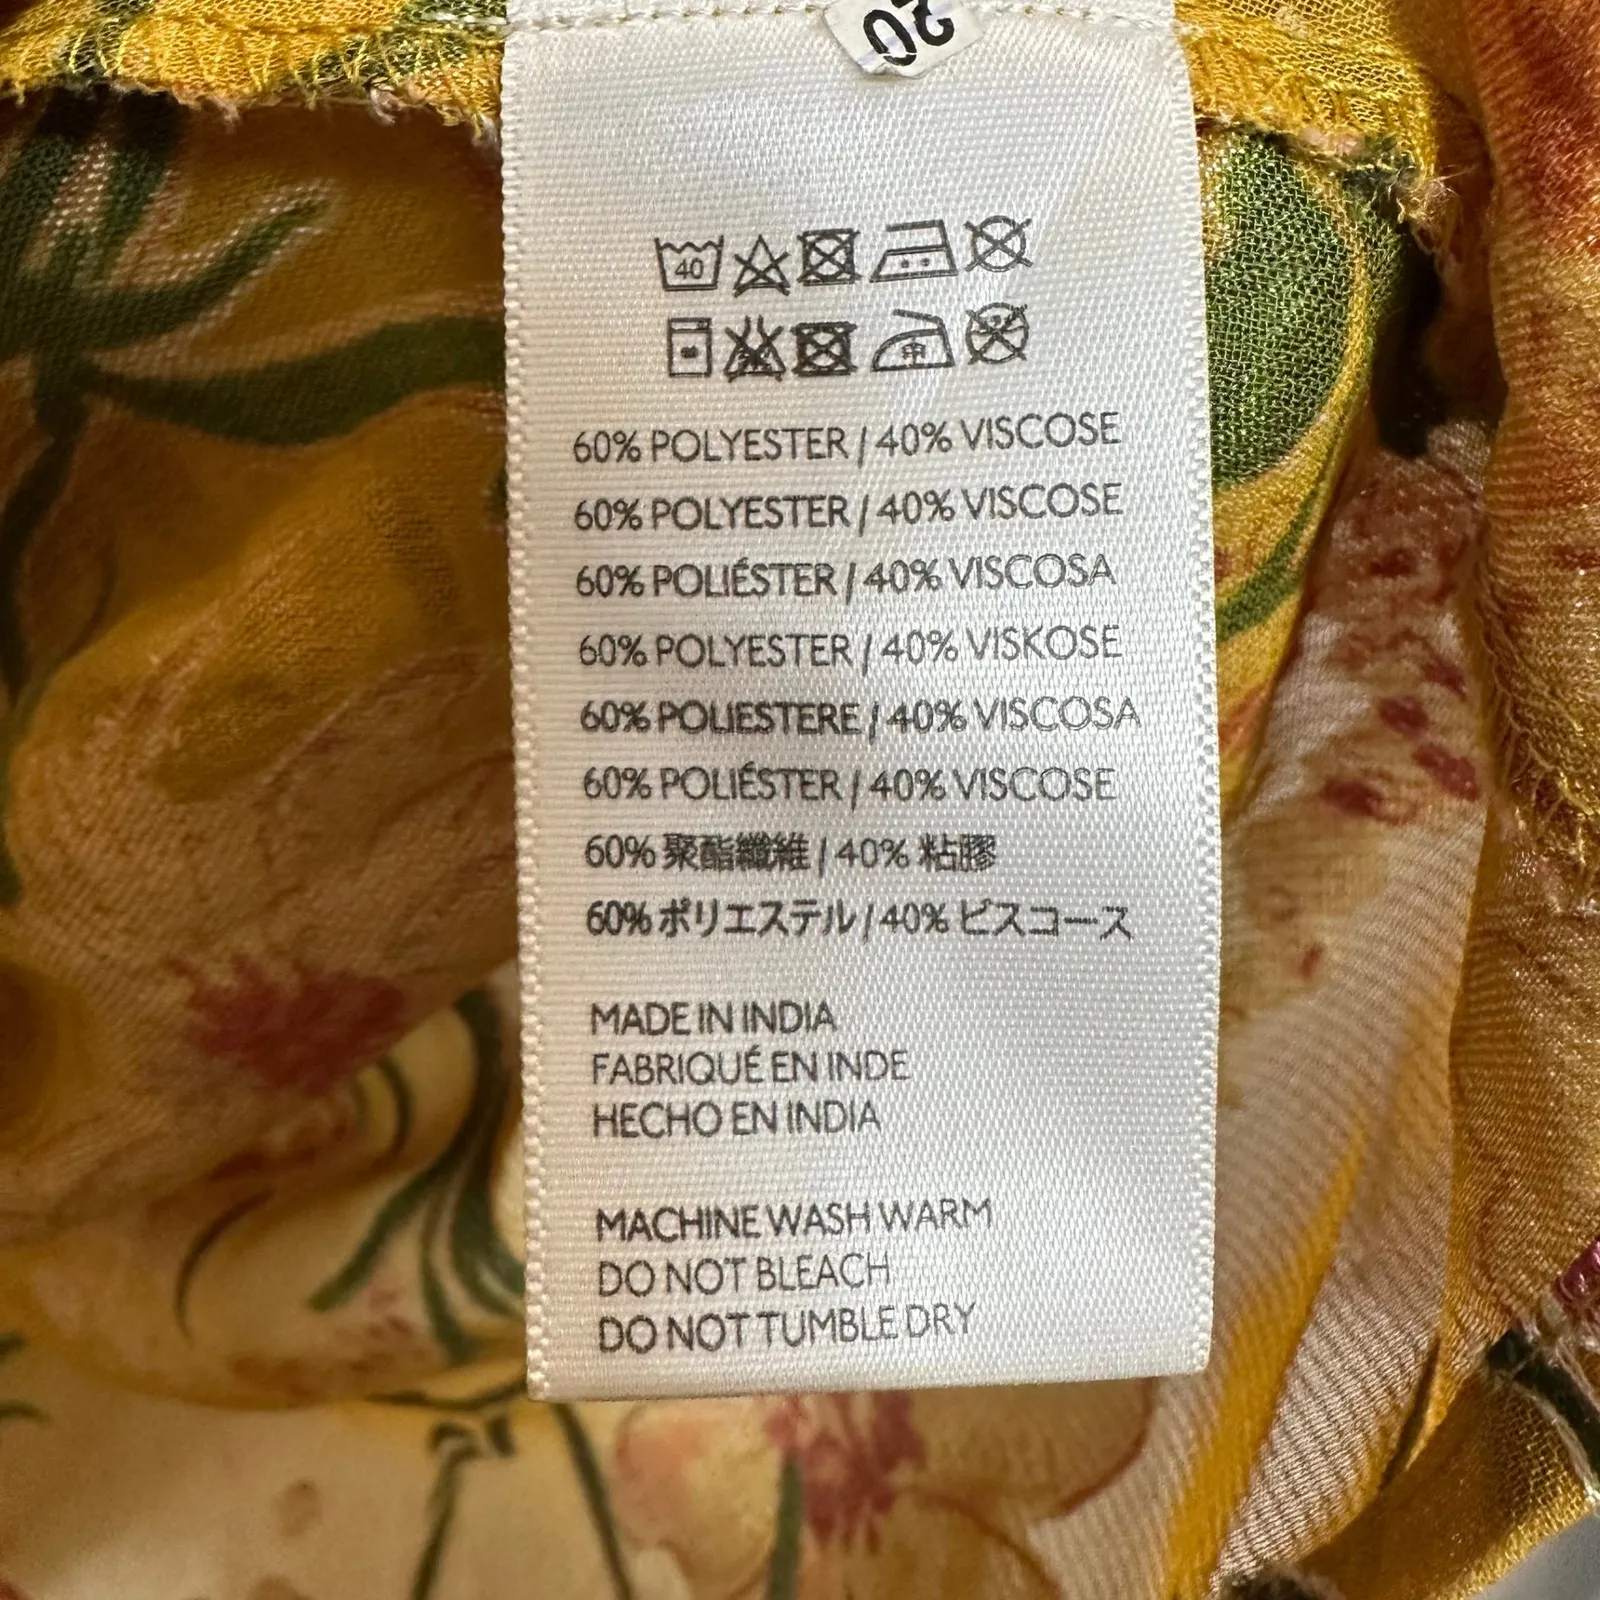 20
40
60% POLYESTER / 40% VISCOSE
60% POLYESTER / 40% VISCOSE
60% POLIÉSTER / 40% VISCOSA
60% POLYESTER / 40% VISKOSE
60% POLIESTERE / 40% VISCOSA
60% POLIÉSTER / 40% VISCOSE
60% 聚酯纖維 / 40% 粘膠
60% ポリエステル / 40% ビスコース
MADE IN INDIA
FABRIQUÉ EN INDE
HECHO EN INDIA
MACHINE WASH WARM
DO NOT BLEACH
DO NOT TUMBLE DRY